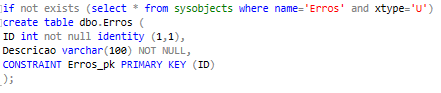 if not exists (select * from sysobjects where name='Erros' and xtype='U')
create table dbo.Erros (
ID int not null identity (1,1),
Descricao varchar(100) NOT NULL,
CONSTRAINT Erros_pk PRIMARY KEY (ID)
);